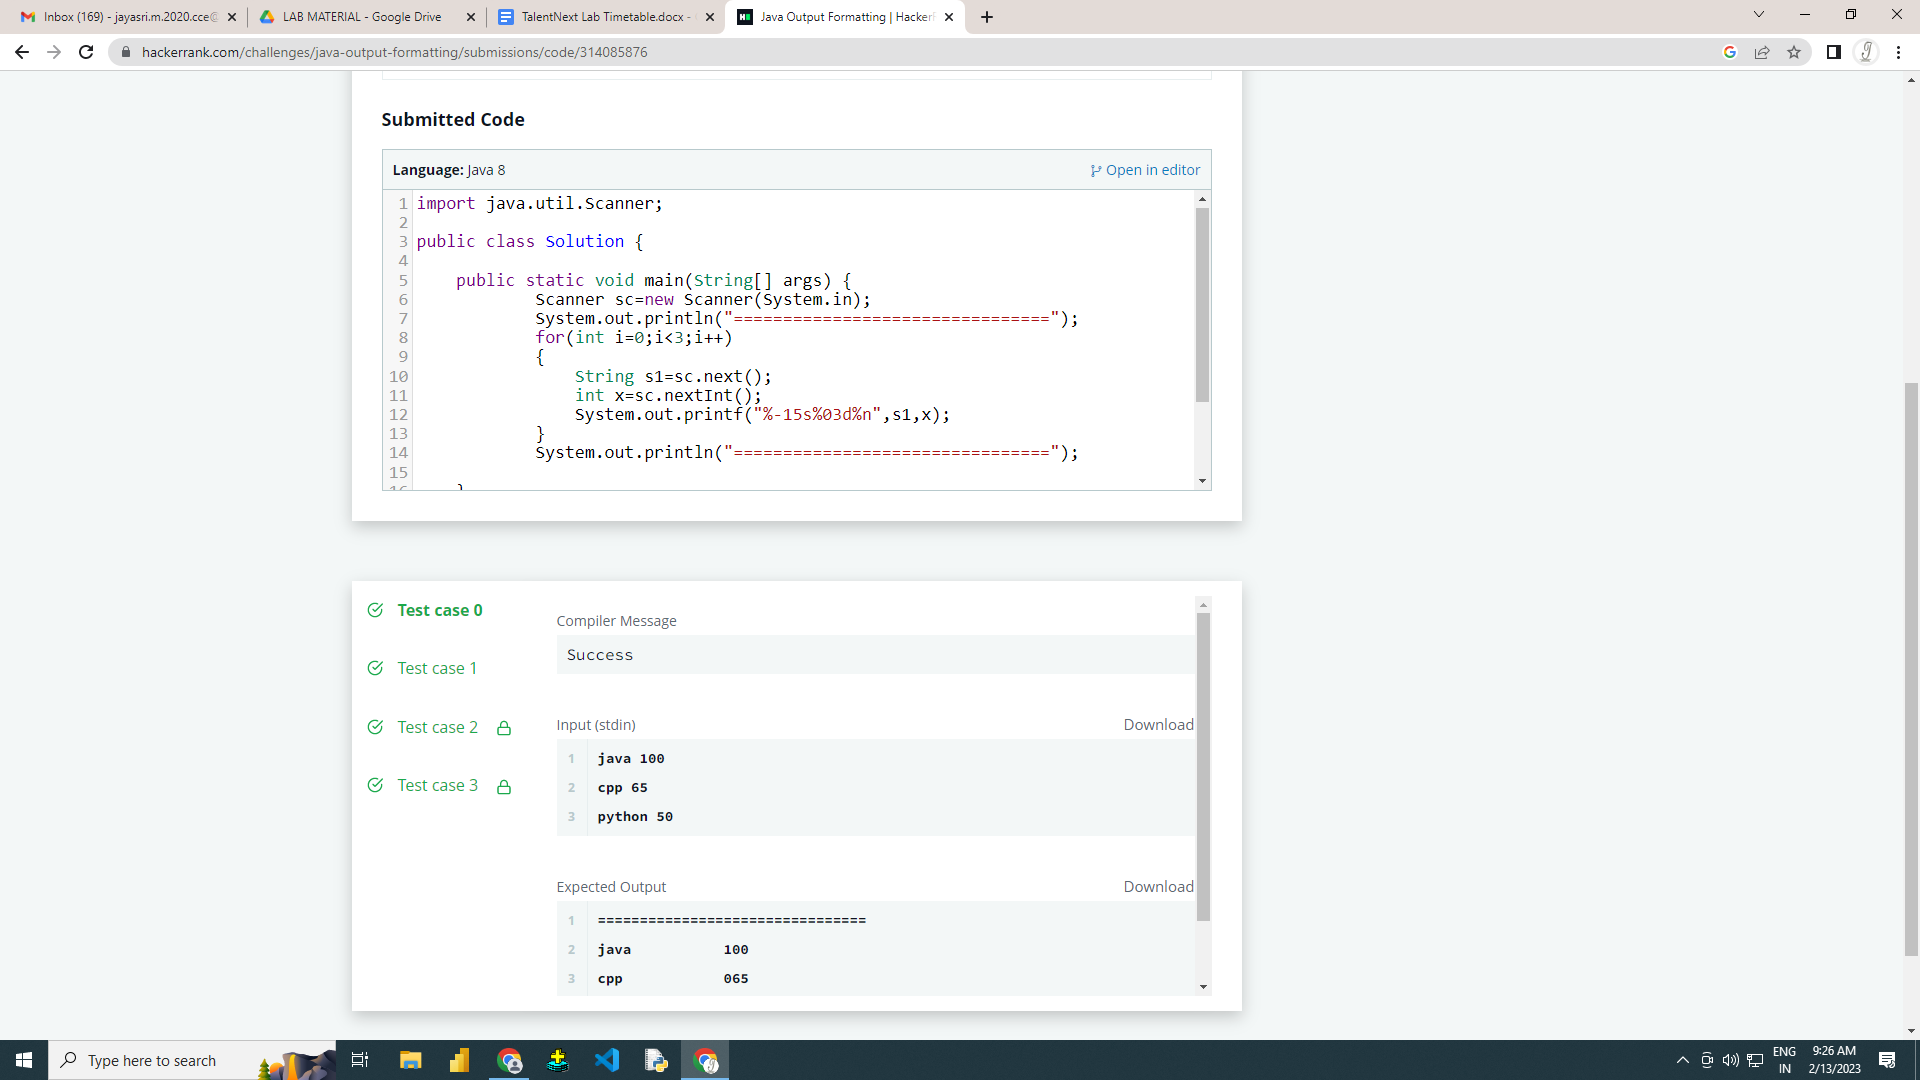 Inbox (169) - jayasri.m.2020.cce@
LAB MATERIAL - Google Drive
TalentNext Lab Timetable.docx -
Java Output Formatting | Hacker
hackerrank.com/challenges/java-output-formatting/submissions/code/314085876
Submitted Code
Language: Java 8
Open in editor
1 import java.util.Scanner;
2
3 public class Solution {
4
5     public static void main(String[] args) {
6             Scanner sc=new Scanner(System.in);
7             System.out.println("================================");
8             for(int i=0;i<3;i++)
9             {
10                 String s1=sc.next();
11                 int x=sc.nextInt();
12                 System.out.printf("%-15s%03d%n",s1,x);
13             }
14             System.out.println("================================");
15
16     }
Test case 0
Test case 1
Test case 2
Test case 3
Compiler Message
Success
Input (stdin)
Download
1 java 100
2 cpp 65
3 python 50
Expected Output
Download
1 ================================
2 java           100
3 cpp            065
Type here to search
ENG
IN
9:26 AM
2/13/2023